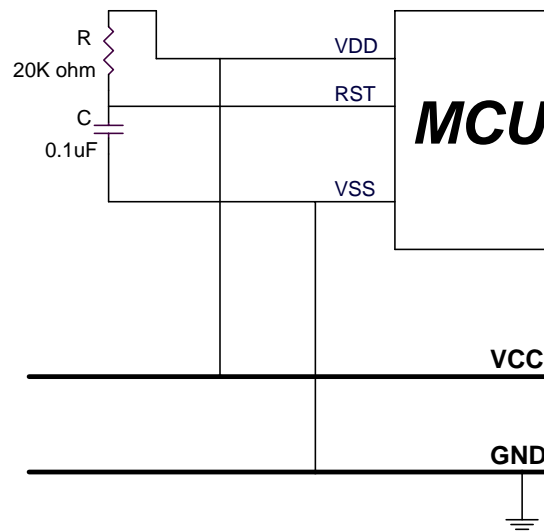 R
20K ohm
VDD
RST
C
0.1uF
MCU
VSS
VCC
GND